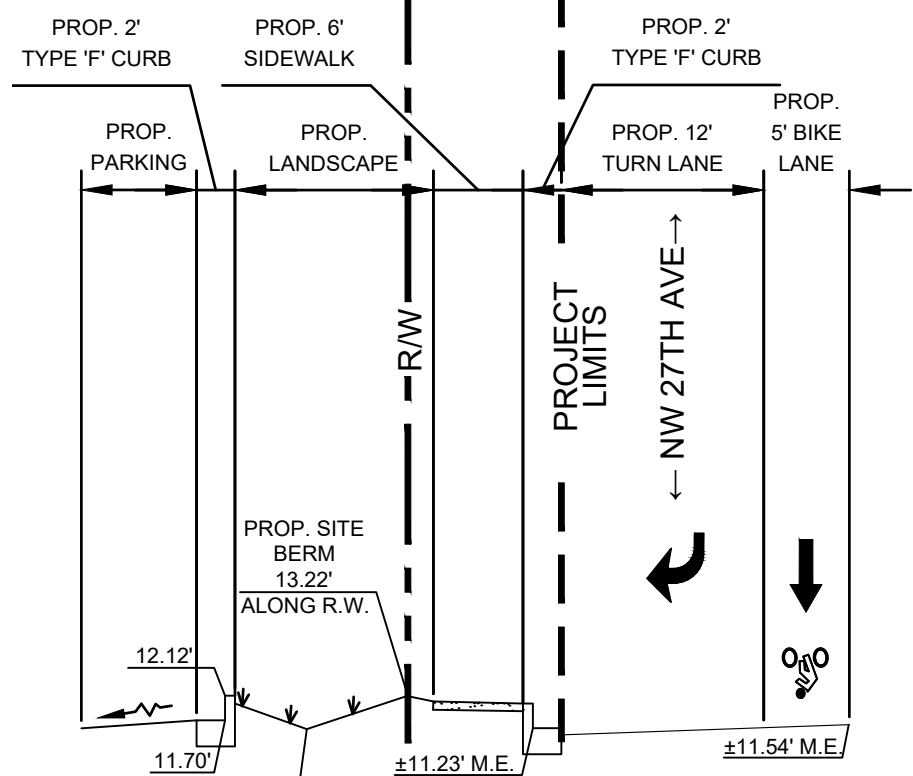 PROP. 2'
TYPE 'F' CURB
PROP. 6'
SIDEWALK
PROP. 2'
TYPE 'F' CURB
PROP.
PARKING
PROP.
LANDSCAPE
PROP. 12'
TURN LANE
PROP.
5' BIKE
LANE
R/W
PROJECT
LIMITS
← NW 27TH AVE →
PROP. SITE
BERM
13.22'
ALONG R.W.
12.12'
11.70'
±11.23' M.E.
±11.54' M.E.